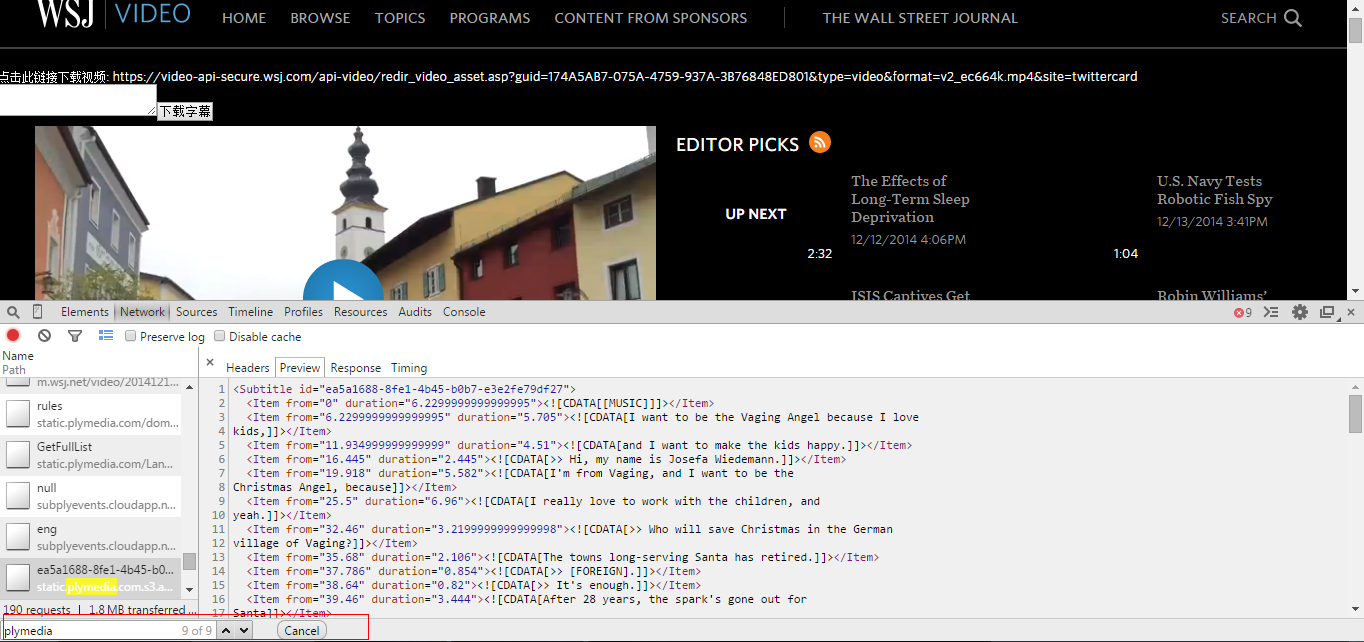 WSJ VIDEO HOME BROWSE TOPICS PROGRAMS CONTENT FROM SPONSORS THE WALL STREET JOURNAL SEARCH
点击此链接下载视频: https://video-api-secure.wsj.com/api-video/redir_video_asset.asp?guid=174A5AB7-075A-4759-937A-3B76848ED801&type=video&format=v2_ec664k.mp4&site=twittercard
下载字幕
EDITOR PICKS
UP NEXT
2:32
The Effects of
Long-Term Sleep
Deprivation
12/12/2014 4:06PM
1:04
U.S. Navy Tests
Robotic Fish Spy
12/13/2014 3:41PM
ISIS Captives Get
Robin Williams'
Elements Network Sources Timeline Profiles Resources Audits Console 9
Preserve log Disable cache
Name
Path
m.wsj.net/video/2014121...
rules
static.plymedia.com/dom...
GetFullList
static.plymedia.com/Lan...
null
subplyevents.cloudapp.n...
eng
subplyevents.cloudapp.n...
ea5a1688-8fe1-4b45-b0...
static.plymedia.com.s3.a...
190 requests | 1.8 MB transferred ...
× Headers Preview Response Timing
1 <Subtitle id="ea5a1688-8fe1-4b45-b0b7-e3e2fe79df27">
2 <Item from="0" duration="6.2299999999999995"><![CDATA[[MUSIC]]]></Item>
3 <Item from="6.2299999999999995" duration="5.705"><![CDATA[I want to be the Vaging Angel because I love
4 kids,]]></Item>
5 <Item from="11.934999999999999" duration="4.51"><![CDATA[and I want to make the kids happy.]]></Item>
6 <Item from="16.445" duration="2.445"><![CDATA[>> Hi, my name is Josefa Wiedemann.]]></Item>
7 <Item from="19.918" duration="5.582"><![CDATA[I'm from Vaging, and I want to be the
8 Christmas Angel, because]]></Item>
9 <Item from="25.5" duration="6.96"><![CDATA[I really love to work with the children, and
10 yeah.]]></Item>
11 <Item from="32.46" duration="3.2199999999999998"><![CDATA[>> Who will save Christmas in the German
12 village of Vaging?]]></Item>
13 <Item from="35.68" duration="2.106"><![CDATA[The towns long-serving Santa has retired.]]></Item>
14 <Item from="37.786" duration="0.854"><![CDATA[>> [FOREIGN].]]></Item>
15 <Item from="38.64" duration="0.82"><![CDATA[>> It's enough.]]></Item>
16 <Item from="39.46" duration="3.444"><![CDATA[After 28 years, the spark's gone out for
17 Santa]]></Item>
plymedia 9 of 9 Cancel